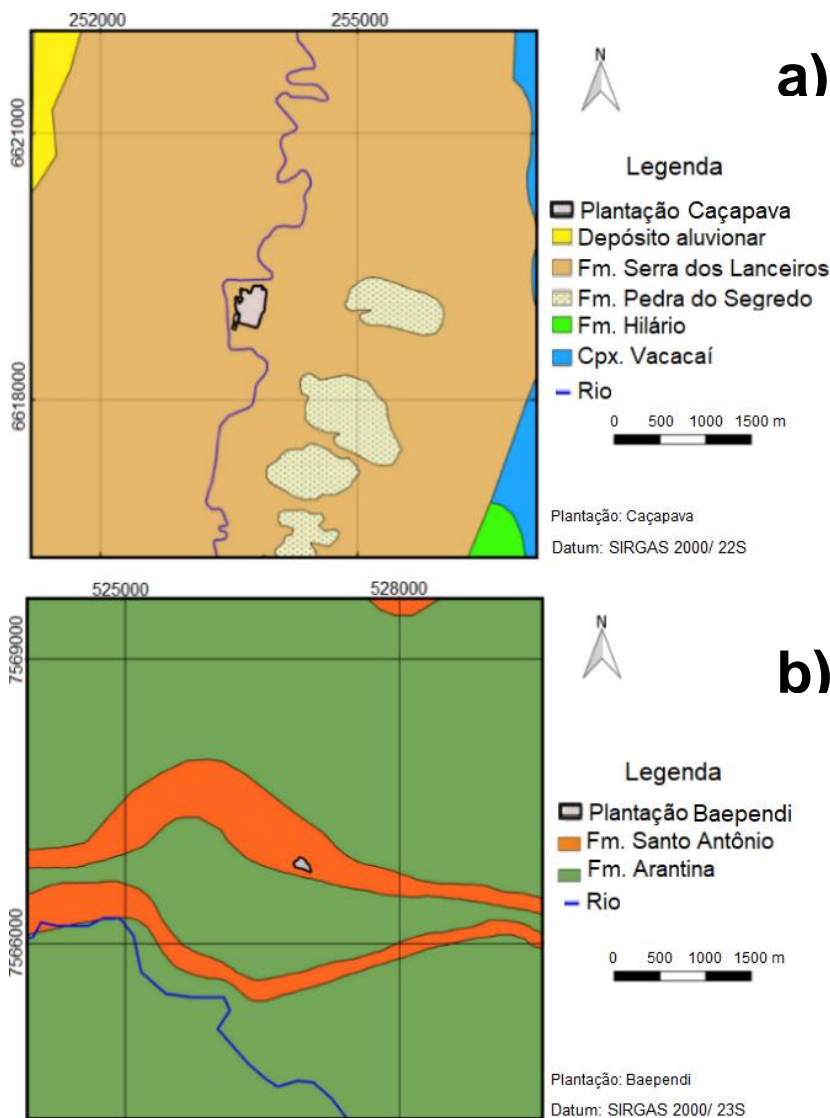 252000 255000
a)
N
6621000
Legenda
Plantação Caçapava
Depósito aluvionar
Fm. Serra dos Lanceiros
Fm. Pedra do Segredo
Fm. Hilário
Cpx. Vacacaí
Rio
6618000
0 500 1000 1500 m
Plantação: Caçapava
Datum: SIRGAS 2000/ 22S
525000 528000
b)
N
7569000
Legenda
Plantação Baependi
Fm. Santo Antônio
Fm. Arantina
Rio
7566000
0 500 1000 1500 m
Plantação: Baependi
Datum: SIRGAS 2000/ 23S